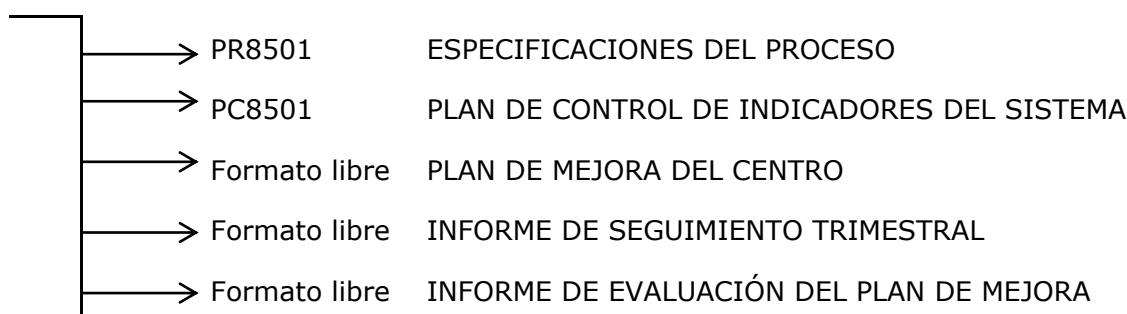 PR8501 ESPECIFICACIONES DEL PROCESO
PC8501 PLAN DE CONTROL DE INDICADORES DEL SISTEMA
Formato libre PLAN DE MEJORA DEL CENTRO
Formato libre INFORME DE SEGUIMIENTO TRIMESTRAL
Formato libre INFORME DE EVALUACIÓN DEL PLAN DE MEJORA